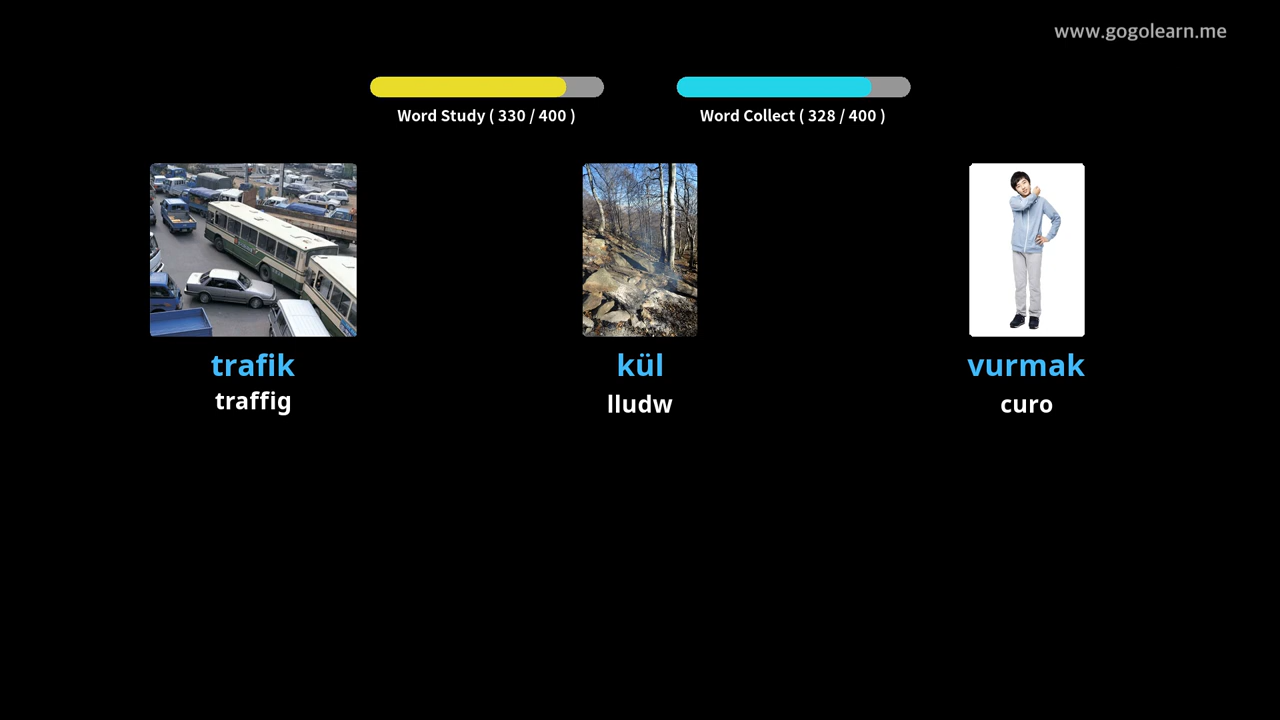 www.gogolearn.me
Word Study ( 330 / 400 )
Word Collect ( 328 / 400 )
trafik
traffig
kül
lludw
vurmak
curo